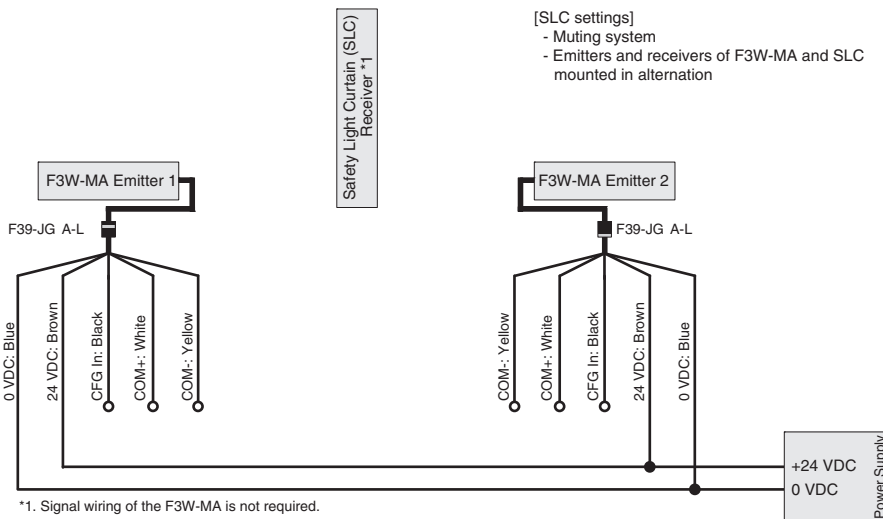 [SLC settings]
- Muting system
- Emitters and receivers of F3W-MA and SLC
mounted in alternation
Safety Light Curtain (SLC)
Receiver *1
F3W-MA Emitter 1
F3W-MA Emitter 2
F39-JG A-L
F39-JG A-L
0 VDC: Blue
24 VDC: Brown
CFG In: Black
COM+: White
COM-: Yellow
COM-: Yellow
COM+: White
CFG In: Black
24 VDC: Brown
0 VDC: Blue
+24 VDC
0 VDC
Power Supply
*1. Signal wiring of the F3W-MA is not required.